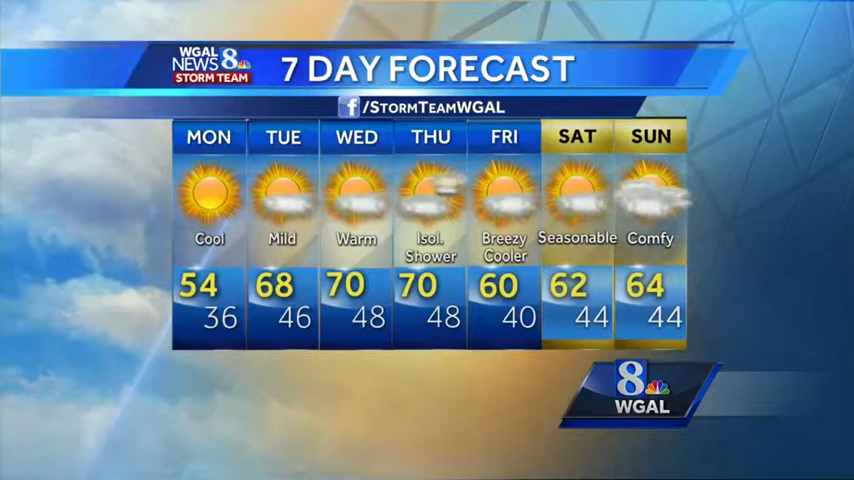 WGAL
NEWS 8
STORM TEAM
7 DAY FORECAST
f/STORMTEAMWGAL
MON TUE WED THU FRI SAT SUN
Cool Mild Warm Isol. Shower Breezy Cooler Seasonable Comfy
54 68 70 70 60 62 64
36 46 48 48 40 44 44
8
WGAL